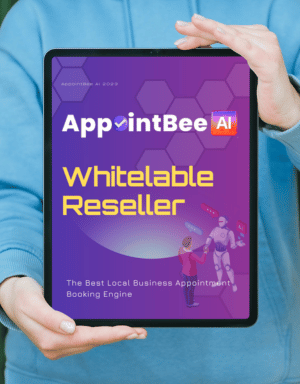 AppointBee AI
Whitelable
Reseller
The Best Local Business Appointment
Booking Engine